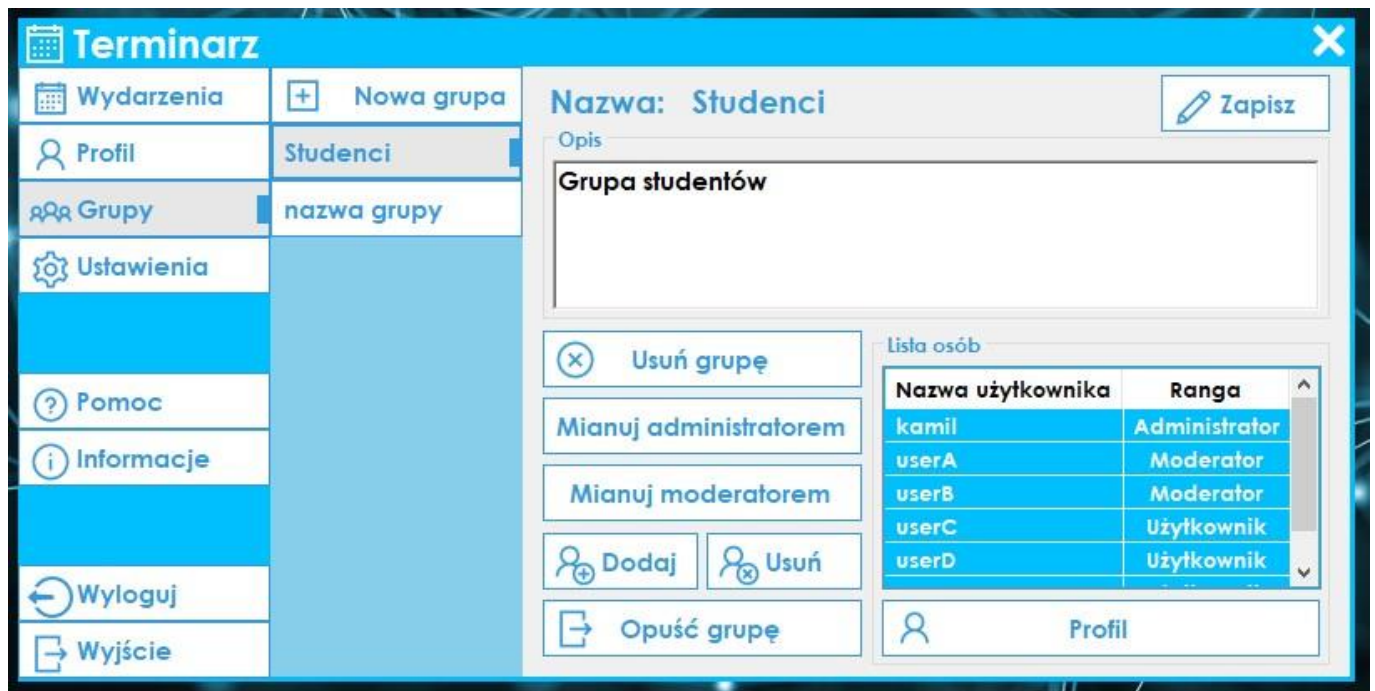 Terminarz
Wydarzenia
Profil
Grupy
Ustawienia
Pomoc
Informacje
Wyloguj
Wyjście
Nowa grupa
Studenci
nazwa grupy
Nazwa: Studenci
Zapisz
Opis
Grupa studentów
Usuń grupę
Mianuj administratorem
Mianuj moderatorem
Dodaj
Usuń
Opuść grupę
Lista osób
Nazwa użytkownika Ranga
kamil Administrator
userA Moderator
userB Moderator
userC Użytkownik
userD Użytkownik
Profil